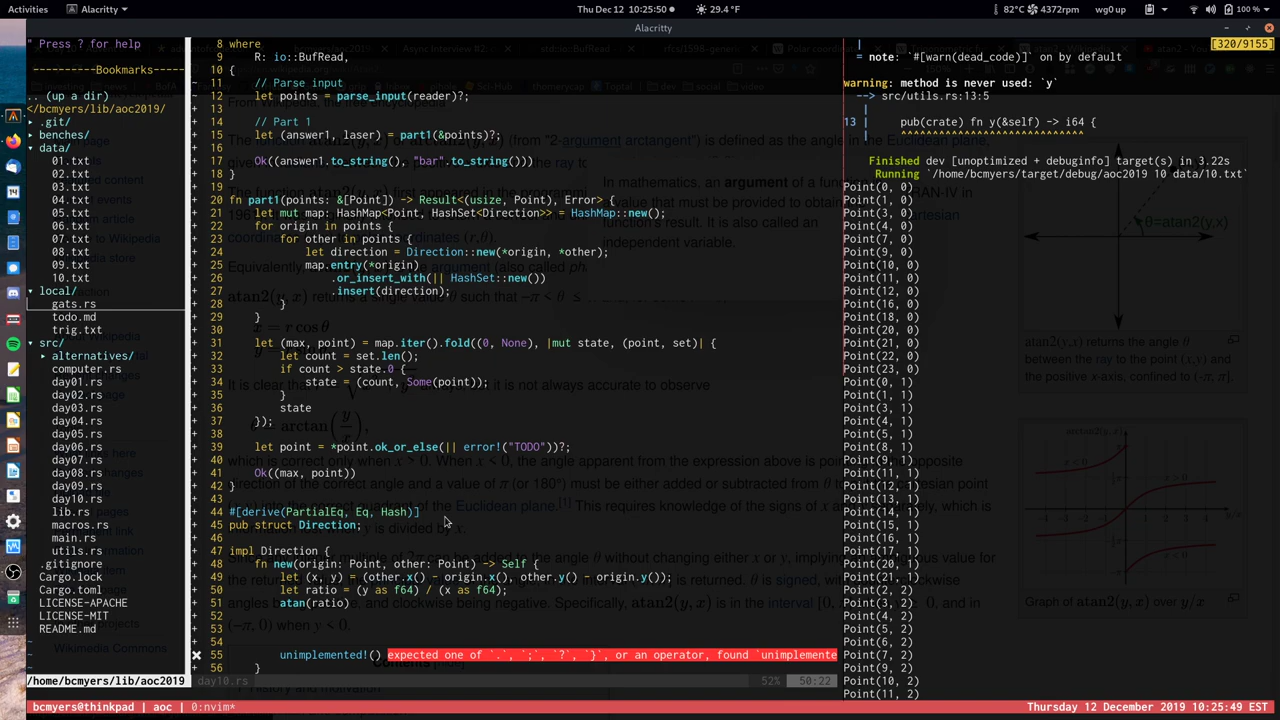 Activities
Alacritty
Thu Dec 12 10:25:50
29.4 °F
82°C
4372rpm
wg0 up
100 %
Alacritty
" Press ? for help
----------Bookmarks-----
.. (up a dir)
</bcmyers/lib/aoc2019/
▸ .git/
▸ benches/
▾ data/
01.txt
02.txt
03.txt
04.txt
05.txt
06.txt
07.txt
08.txt
09.txt
10.txt
▾ local/
gats.rs
todo.md
trig.txt
▾ src/
▸ alternatives/
computer.rs
day01.rs
day02.rs
day03.rs
day04.rs
day05.rs
day06.rs
day07.rs
day08.rs
day09.rs
day10.rs
lib.rs
macros.rs
main.rs
utils.rs
.gitignore
Cargo.lock
Cargo.toml
LICENSE-APACHE
LICENSE-MIT
README.md
~
~
~
/home/bcmyers/lib/aoc2019
8 where
9 R: io::BufRead,
10 {
11 // Parse input
12 let points = parse_input(reader)?;
13
14 // Part 1
15 let (answer1, laser) = part1(&points)?;
16
17 Ok((answer1.to_string(), "bar".to_string()))
18 }
19
20 fn part1(points: &[Point]) -> Result<(usize, Point), Error> {
21 let mut map: HashMap<Point, HashSet<Direction>> = HashMap::new();
22 for origin in points {
23 for other in points {
24 let direction = Direction::new(*origin, *other);
25 map.entry(*origin)
26 .or_insert_with(|| HashSet::new())
27 .insert(direction);
28 }
29 }
30
31 let (max, point) = map.iter().fold((0, None), |mut state, (point, set)| {
32 let count = set.len();
33 if count > state.0 {
34 state = (count, Some(point));
35 }
36 state
37 });
38
39 let point = *point.ok_or_else(|| error!("TODO"))?;
40
41 Ok((max, point))
42 }
43
44 #[derive(PartialEq, Eq, Hash)]
45 pub struct Direction;
46
47 impl Direction {
48 fn new(origin: Point, other: Point) -> Self {
49 let (x, y) = (other.x() - origin.x(), other.y() - origin.y());
50 let ratio = (y as f64) / (x as f64);
51 atan(ratio)
52
53
54
55 unimplemented!() expected one of `.`, `;`, `?`, `}`, or an operator, found `unimplemente
56 }
day10.rs 52% 50:22
[320/9155]
|
= note: `#[warn(dead_code)]` on by default
warning: method is never used: `y`
--> src/utils.rs:13:5
|
13 | pub(crate) fn y(&self) -> i64 {
| ^^^^^^^^^^^^^^^^^^^^^^^^^^^^^
Finished dev [unoptimized + debuginfo] target(s) in 3.22s
Running `/home/bcmyers/target/debug/aoc2019 10 data/10.txt`
Point(0, 0)
Point(1, 0)
Point(3, 0)
Point(4, 0)
Point(7, 0)
Point(9, 0)
Point(10, 0)
Point(11, 0)
Point(12, 0)
Point(16, 0)
Point(18, 0)
Point(20, 0)
Point(21, 0)
Point(22, 0)
Point(23, 0)
Point(0, 1)
Point(1, 1)
Point(3, 1)
Point(4, 1)
Point(5, 1)
Point(8, 1)
Point(9, 1)
Point(11, 1)
Point(12, 1)
Point(13, 1)
Point(14, 1)
Point(15, 1)
Point(16, 1)
Point(17, 1)
Point(20, 1)
Point(21, 1)
Point(2, 2)
Point(3, 2)
Point(4, 2)
Point(5, 2)
Point(6, 2)
Point(7, 2)
Point(9, 2)
Point(10, 2)
Point(11, 2)
θ=atan2(y,x)
atan2(y,x) returns the angle θ
between the ray to the point (x,y) and
the positive x-axis, confined to (-π, π].
Graph of atan2(y, x) over y/x
bcmyers@thinkpad | aoc | 0:nvim*
Thursday 12 December 2019 10:25:49 EST